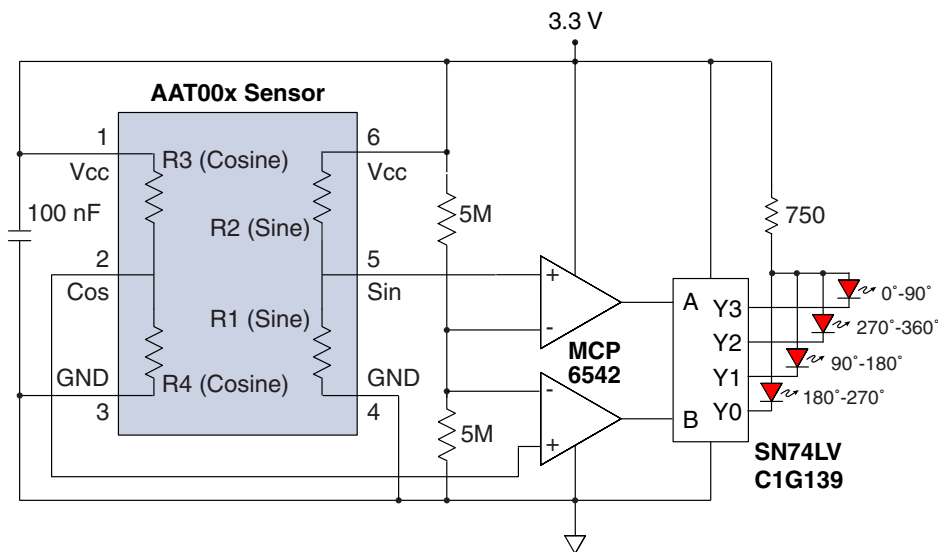 3.3 V
AAT00x Sensor
1
6
Vcc
R3 (Cosine)
Vcc
100 nF
5M
750
R2 (Sine)
2
5
Cos
Sin
+
-
A
Y3
0˚-90˚
R1 (Sine)
Y2
270˚-360˚
GND
R4 (Cosine)
GND
MCP
6542
-
+
Y1
90˚-180˚
3
4
5M
B
Y0
180˚-270˚
SN74LV
C1G139